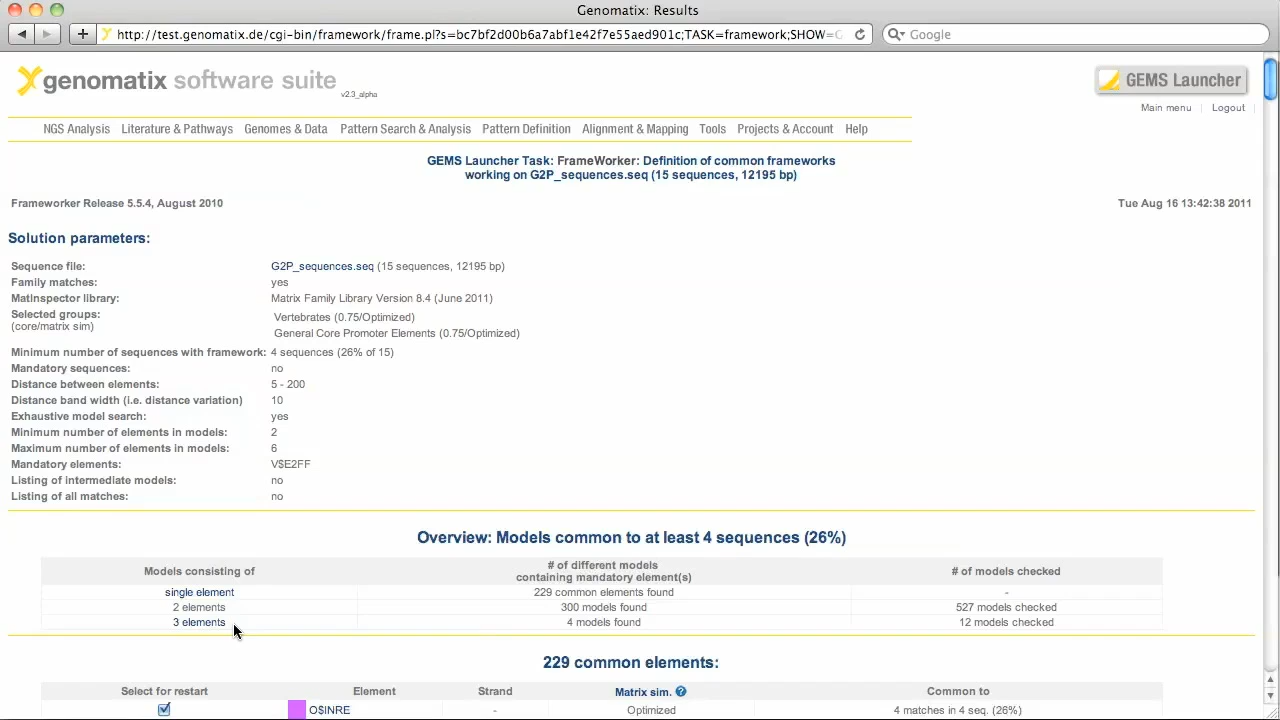 Genomatix: Results
http://test.genomatix.de/cgi-bin/framework/frame.pl?s=bc7bf2d00b6a7abf1e42f7e55aed901c;TASK=framework;SHOW=G
Google
genomatix software suite
v2.3_alpha
GEMS Launcher
Main menu | Logout
NGS Analysis Literature & Pathways Genomes & Data Pattern Search & Analysis Pattern Definition Alignment & Mapping Tools Projects & Account Help
GEMS Launcher Task: FrameWorker: Definition of common frameworks
working on G2P_sequences.seq (15 sequences, 12195 bp)
Frameworker Release 5.5.4, August 2010 Tue Aug 16 13:42:38 2011
Solution parameters:
Sequence file: G2P_sequences.seq (15 sequences, 12195 bp)
Family matches: yes
MatInspector library: Matrix Family Library Version 8.4 (June 2011)
Selected groups: Vertebrates (0.75/Optimized)
(core/matrix sim) General Core Promoter Elements (0.75/Optimized)
Minimum number of sequences with framework: 4 sequences (26% of 15)
Mandatory sequences: no
Distance between elements: 5 - 200
Distance band width (i.e. distance variation) 10
Exhaustive model search: yes
Minimum number of elements in models: 2
Maximum number of elements in models: 6
Mandatory elements: V$E2FF
Listing of intermediate models: no
Listing of all matches: no
Overview: Models common to at least 4 sequences (26%)
Models consisting of # of different models containing mandatory element(s) # of models checked
single element 229 common elements found -
2 elements 300 models found 527 models checked
3 elements 4 models found 12 models checked
229 common elements:
Select for restart Element Strand Matrix sim. ? Common to
O$INRE - Optimized 4 matches in 4 seq. (26%)